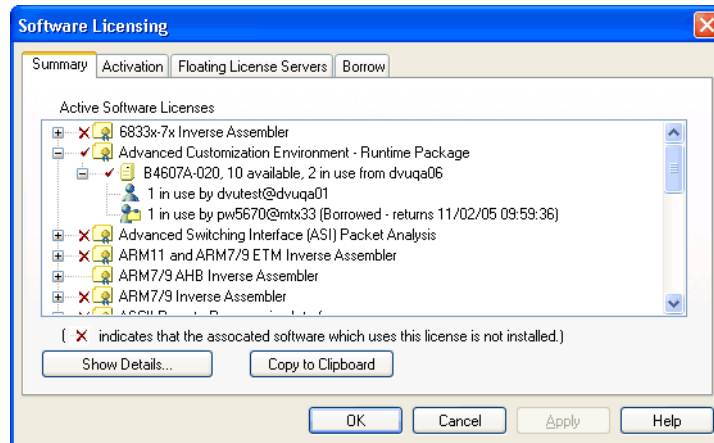 Software Licensing
Summary Activation Floating License Servers Borrow
Active Software Licenses
6833x-7x Inverse Assembler
Advanced Customization Environment - Runtime Package
B4607A-020, 10 available, 2 in use from dvuqa06
1 in use by dvutest@dvuqa01
1 in use by pw5670@mtx33 (Borrowed - returns 11/02/05 09:59:36)
Advanced Switching Interface (ASI) Packet Analysis
ARM11 and ARM7/9 ETM Inverse Assembler
ARM7/9 AHB Inverse Assembler
ARM7/9 Inverse Assembler
( X indicates that the assocated software which uses this license is not installed.)
Show Details... Copy to Clipboard
OK Cancel Apply Help